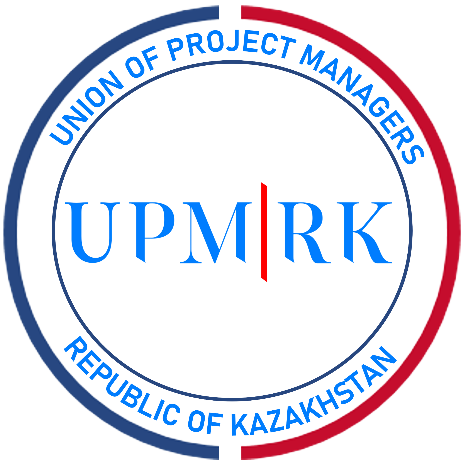 UNION OF PROJECT MANAGERS
UPM|RK
REPUBLIC OF KAZAKHSTAN